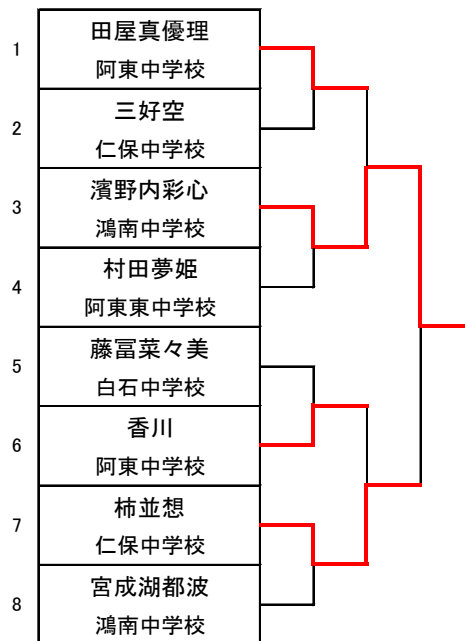 1
田屋真優理
阿東中学校
2
三好空
仁保中学校
3
濱野内彩心
鴻南中学校
4
村田夢姫
阿東東中学校
5
藤冨菜々美
白石中学校
6
香川
阿東中学校
7
柿並想
仁保中学校
8
宮成湖都波
鴻南中学校